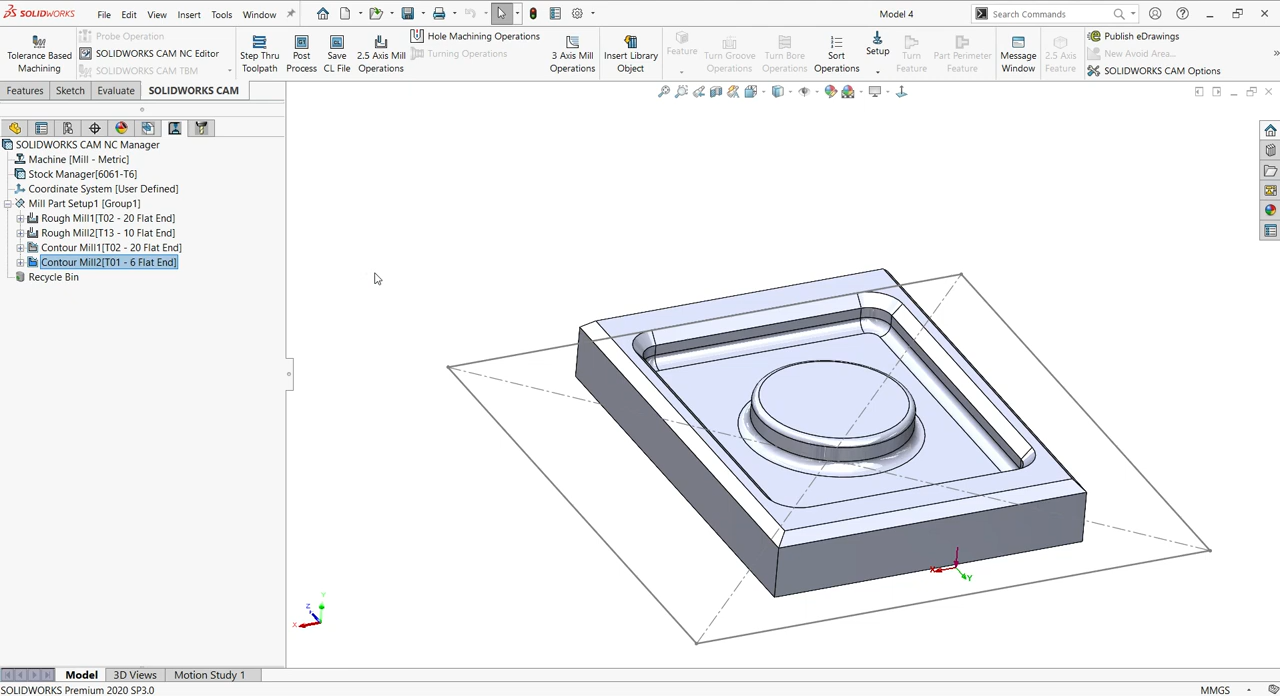 SOLIDWORKS File Edit View Insert Tools Window Model 4 Search Commands
Tolerance Based Machining
Probe Operation
SOLIDWORKS CAM NC Editor
SOLIDWORKS CAM TBM
Step Thru Toolpath
Post Process
Save CL File
2.5 Axis Mill Operations
Hole Machining Operations
Turning Operations
3 Axis Mill Operations
Insert Library Object
Feature
Turn Groove Operations
Turn Bore Operations
Sort Operations
Setup
Turn Feature
Part Perimeter Feature
Message Window
2.5 Axis Feature
Publish eDrawings
New Avoid Area...
SOLIDWORKS CAM Options
Features Sketch Evaluate SOLIDWORKS CAM
SOLIDWORKS CAM NC Manager
Machine [Mill - Metric]
Stock Manager[6061-T6]
Coordinate System [User Defined]
Mill Part Setup1 [Group1]
Rough Mill1[T02 - 20 Flat End]
Rough Mill2[T13 - 10 Flat End]
Contour Mill1[T02 - 20 Flat End]
Contour Mill2[T01 - 6 Flat End]
Recycle Bin
X Y
Y
Z
X
Model 3D Views Motion Study 1
SOLIDWORKS Premium 2020 SP3.0 MMGS